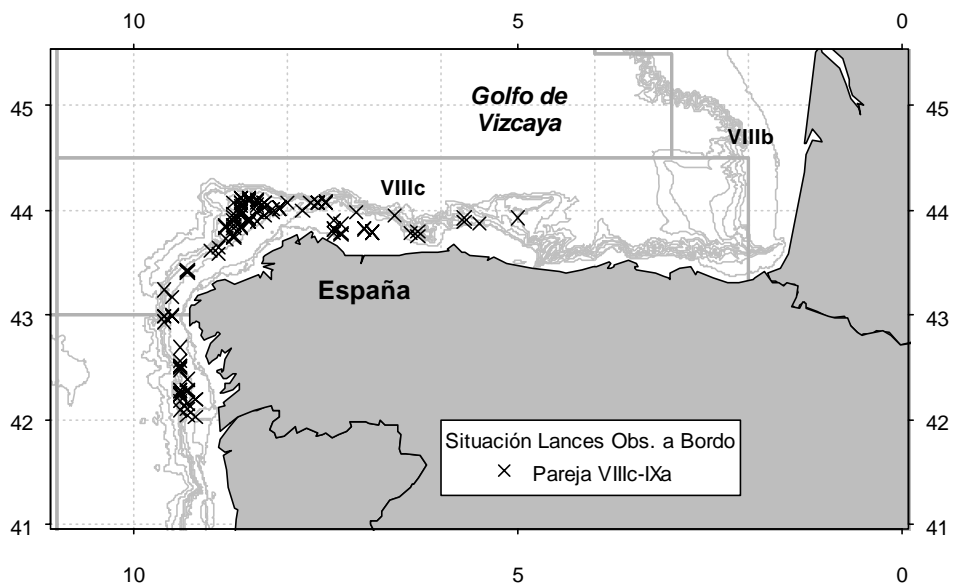 10 5 0
45 45
Golfo de
Vizcaya
VIIIb
VIIIc
44 44
España
43 43
42 42
Situación Lances Obs. a Bordo
Pareja VIIIc-IXa
41 41
10 5 0